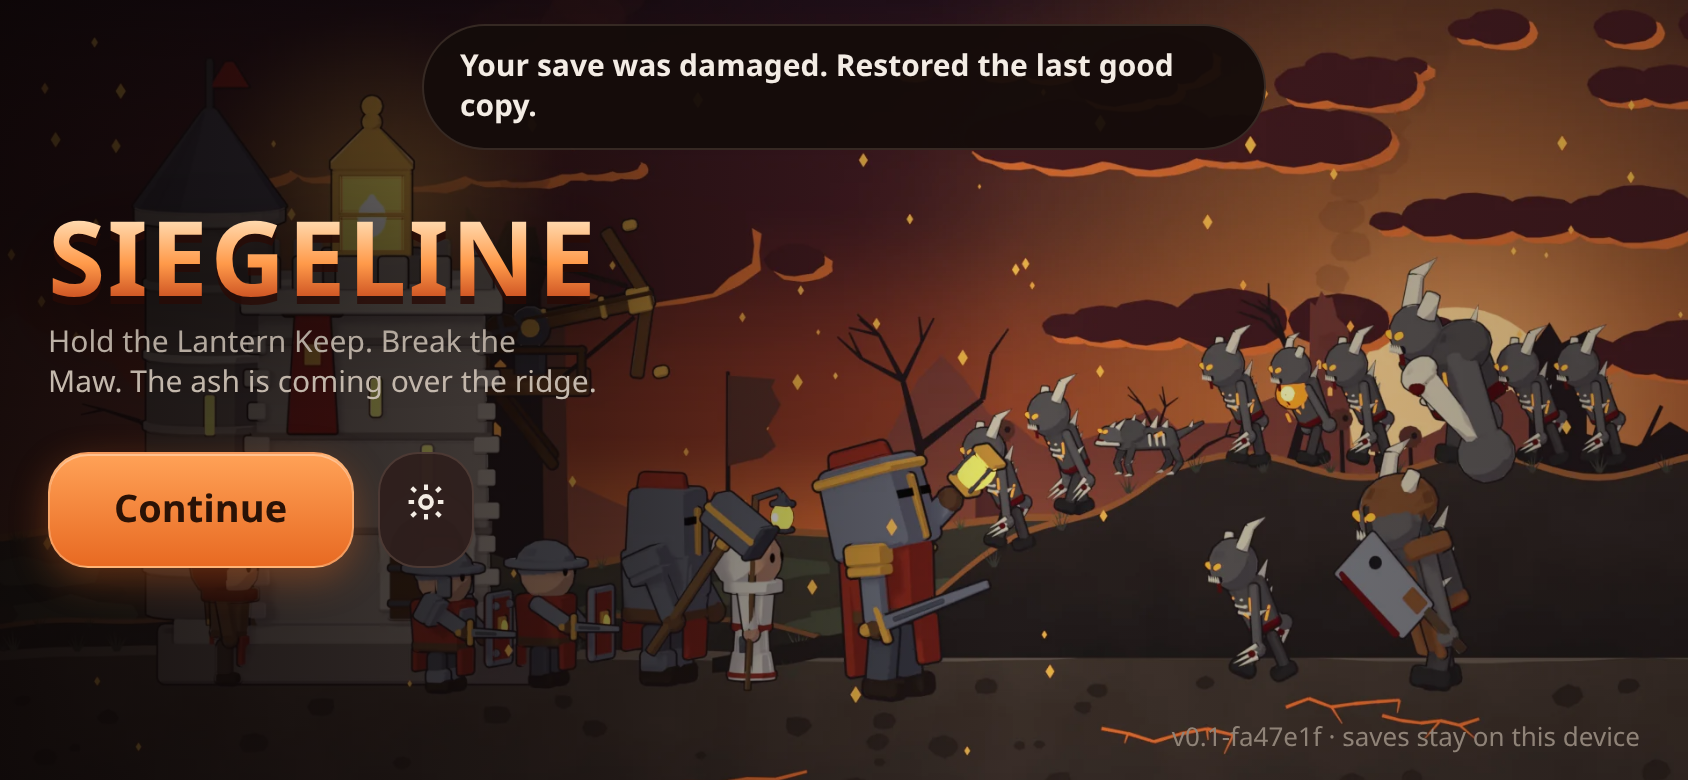 Your save was damaged. Restored the last good
copy.
SIEGELINE
Hold the Lantern Keep. Break the
Maw. The ash is coming over the ridge.
Continue
v0.1-fa47e1f · saves stay on this device